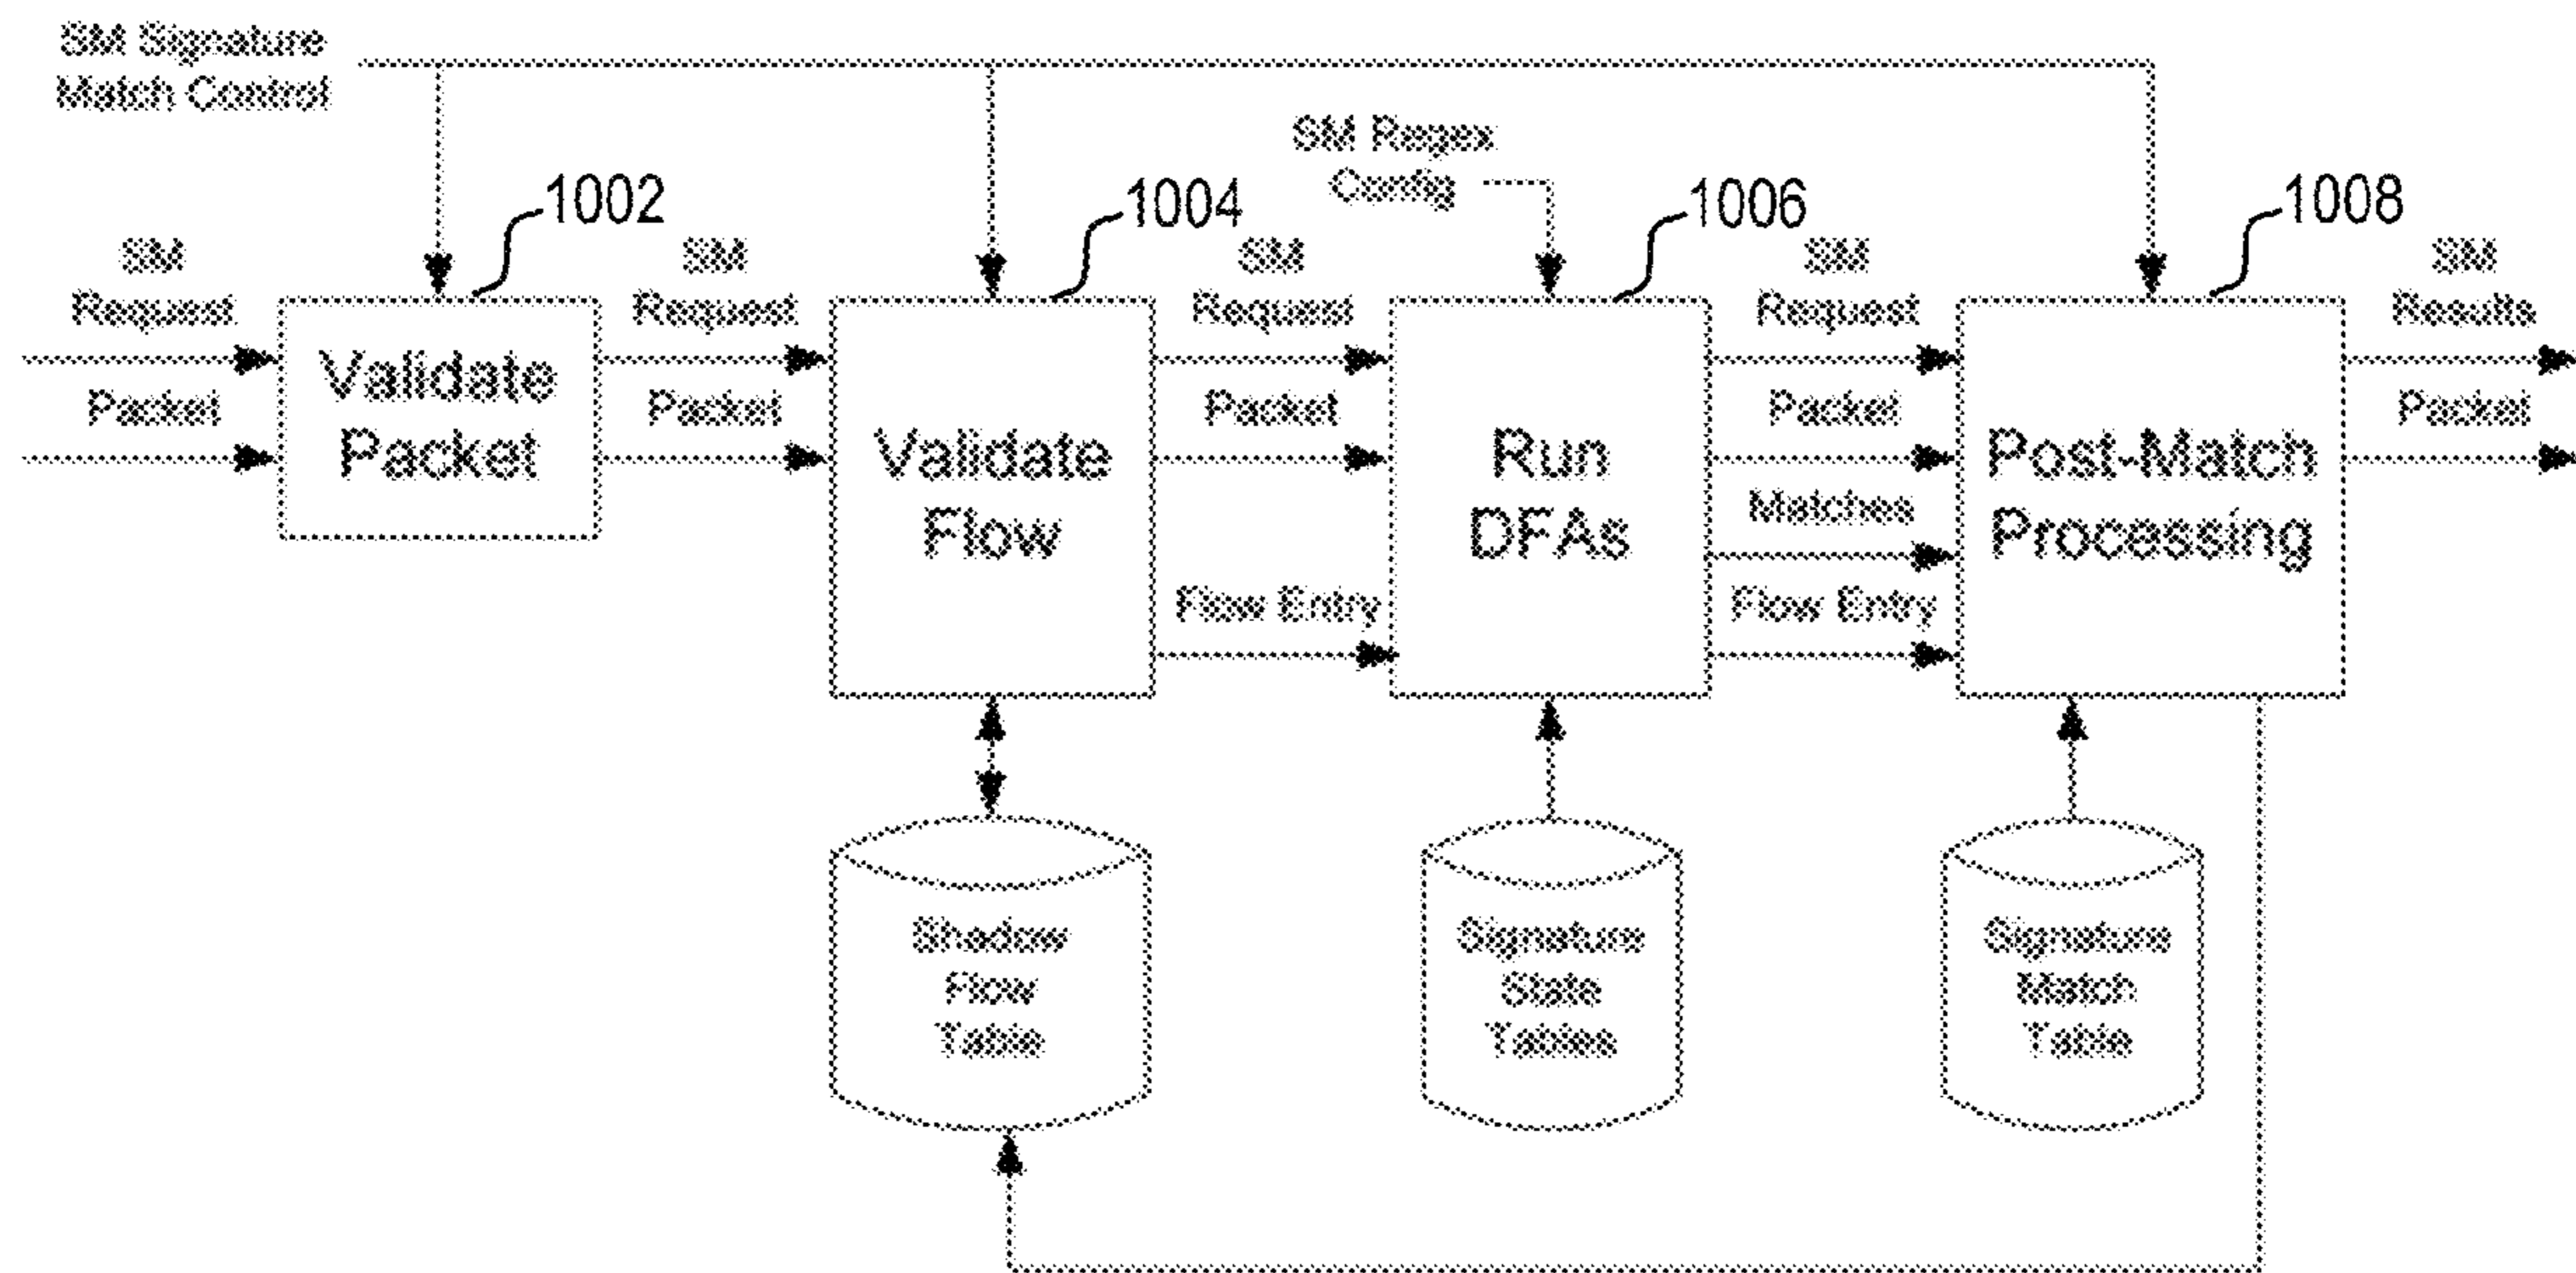 SM Signature
Match Control
SM Regex
Config
1002
1004
1006
1008
SM
Request
Packet
Validate
Packet
SM
Request
Packet
Validate
Flow
SM
Request
Packet
Flow Entry
Run
DFAs
SM
Request
Packet
Matches
Flow Entry
Post-Match
Processing
SM
Results
Packet
Shadow
Flow
Table
Signature
State
Tables
Signature
Match
Table